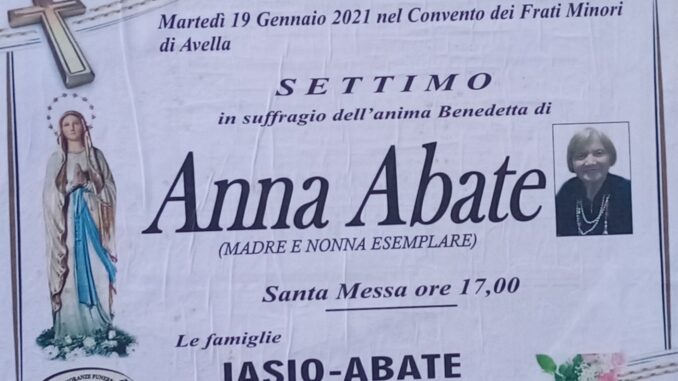 Martedì 19 Gennaio 2021 nel Convento dei Frati Minori
di Avella
SETTIMO
in suffragio dell'anima Benedetta di
Anna Abate
(MADRE E NONNA ESEMPLARE)
Santa Messa ore 17,00
Le famiglie
IASIO-ABATE